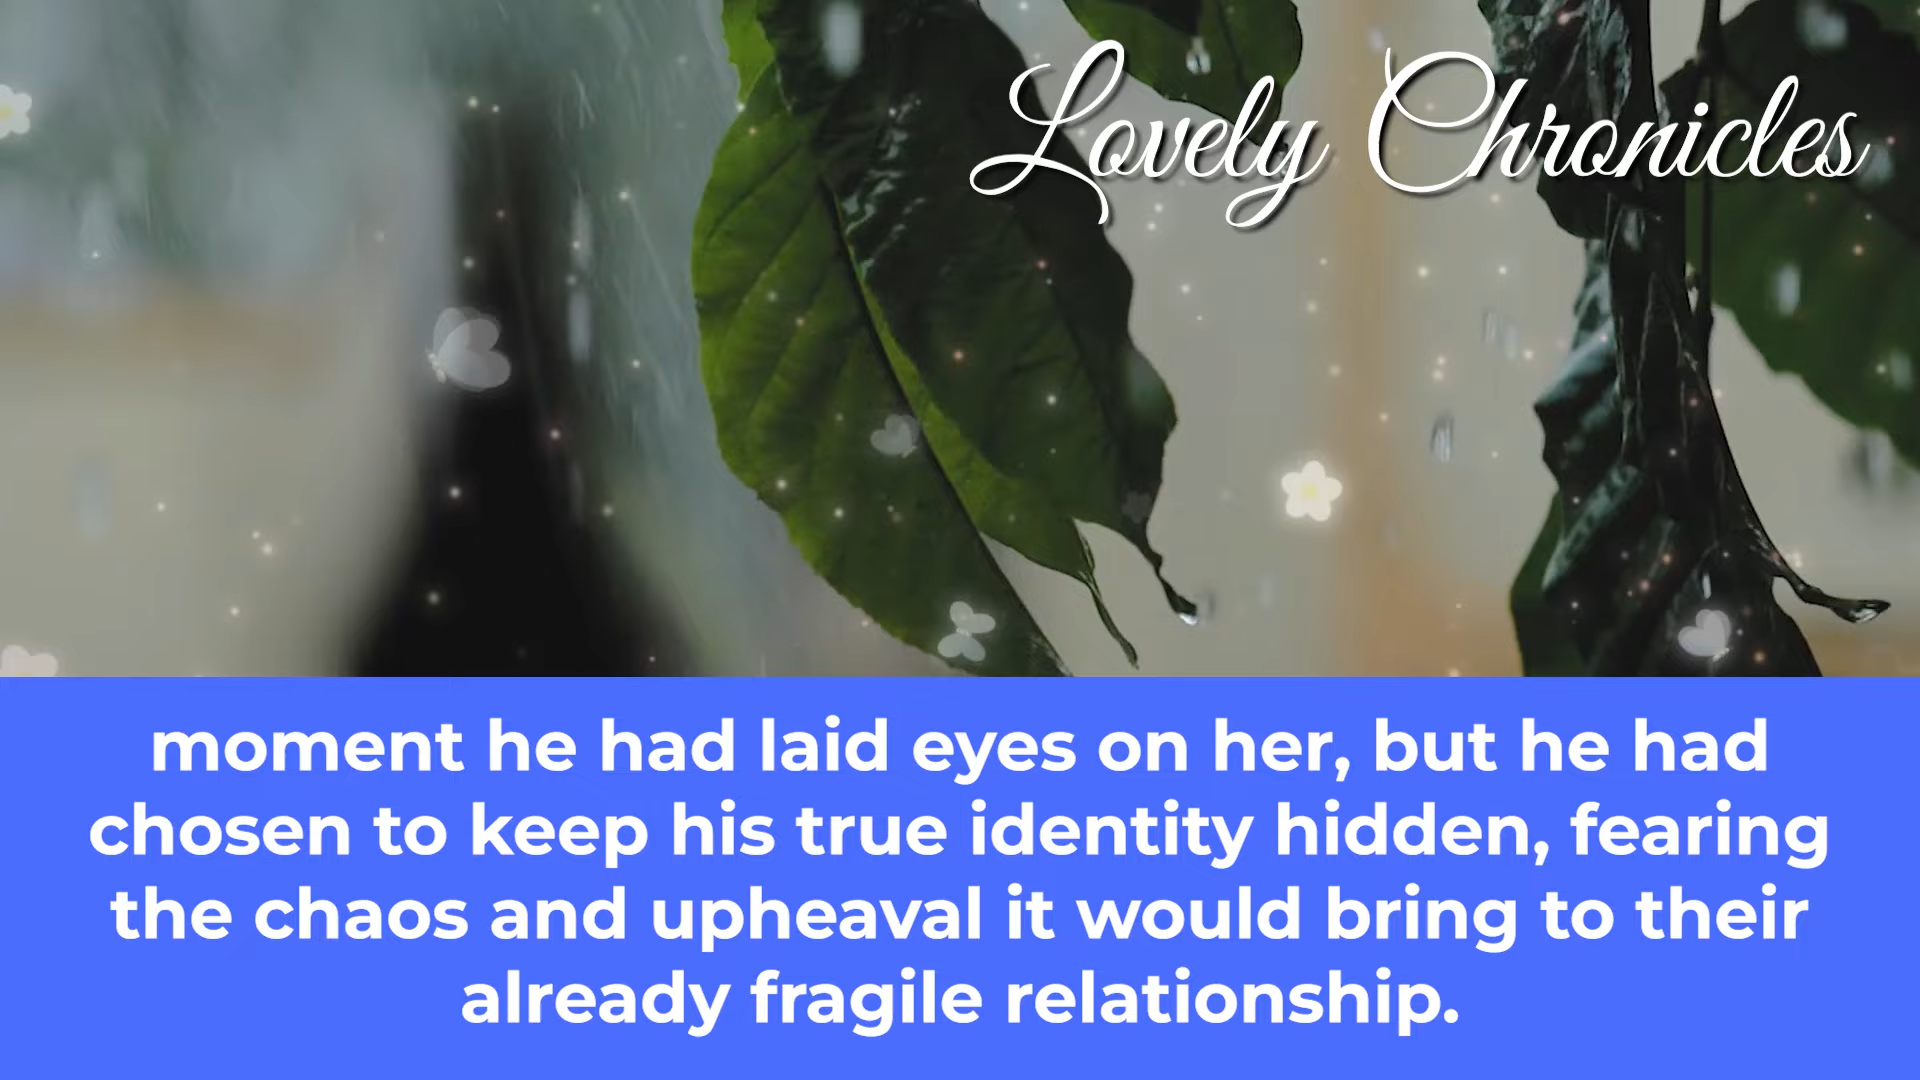 Lovely Chronicles
moment he had laid eyes on her, but he had
chosen to keep his true identity hidden, fearing
the chaos and upheaval it would bring to their
already fragile relationship.